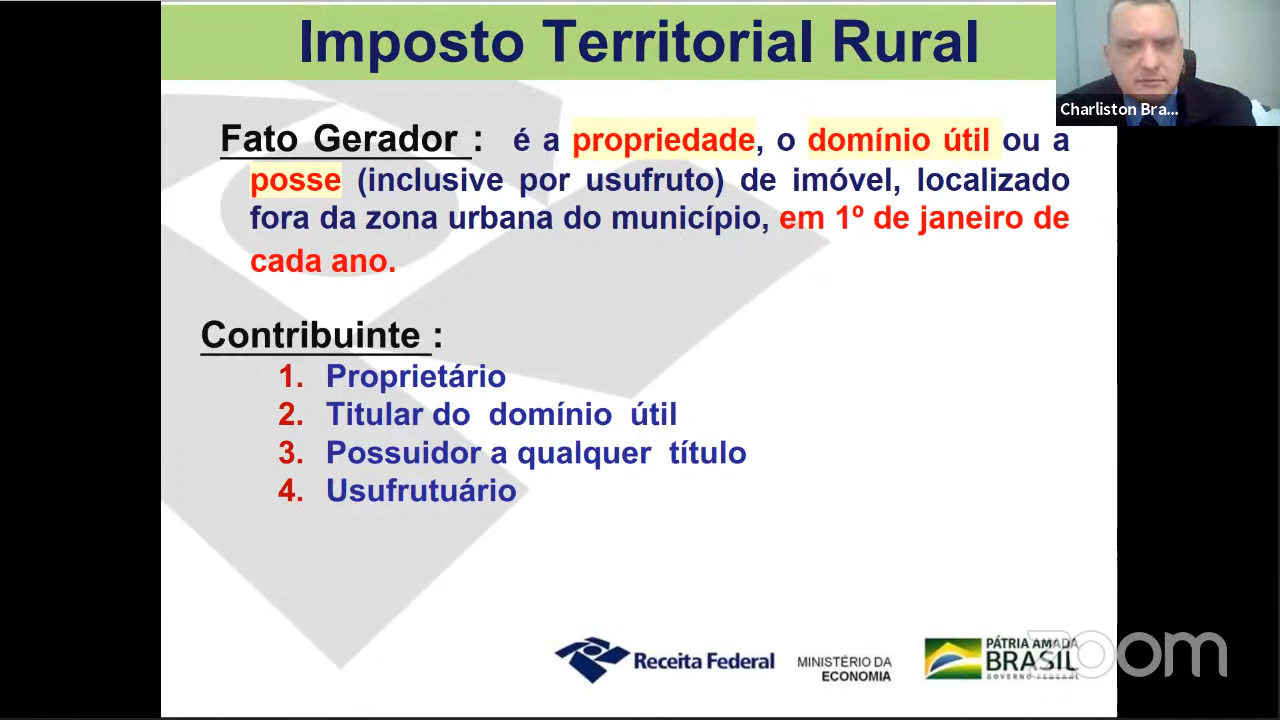 Imposto Territorial Rural
Charliston Bra...
Fato Gerador : é a propriedade, o domínio útil ou a
posse (inclusive por usufruto) de imóvel, localizado
fora da zona urbana do município, em 1º de janeiro de
cada ano.
Contribuinte :
1. Proprietário
2. Titular do domínio útil
3. Possuidor a qualquer título
4. Usufrutuário
Receita Federal
MINISTÉRIO DA
ECONOMIA
PÁTRIA AMADA
BRASIL
GOVERNO FEDERAL
zoom